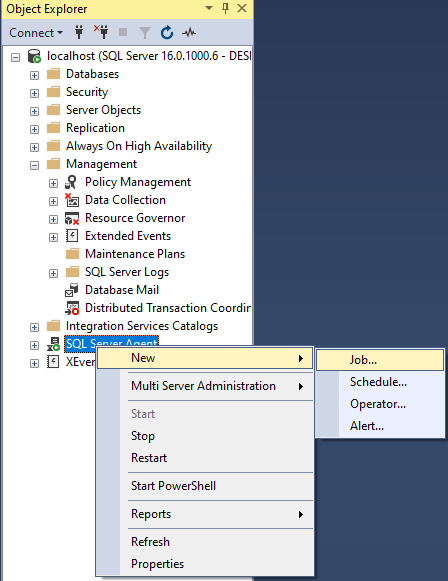 Object Explorer
Connect
localhost (SQL Server 16.0.1000.6 - DESI
Databases
Security
Server Objects
Replication
Always On High Availability
Management
Policy Management
Data Collection
Resource Governor
Extended Events
Maintenance Plans
SQL Server Logs
Database Mail
Distributed Transaction Coordin
Integration Services Catalogs
SQL Server Agent
XEven
New
Multi Server Administration
Start
Stop
Restart
Start PowerShell
Reports
Refresh
Properties
Job...
Schedule...
Operator...
Alert...